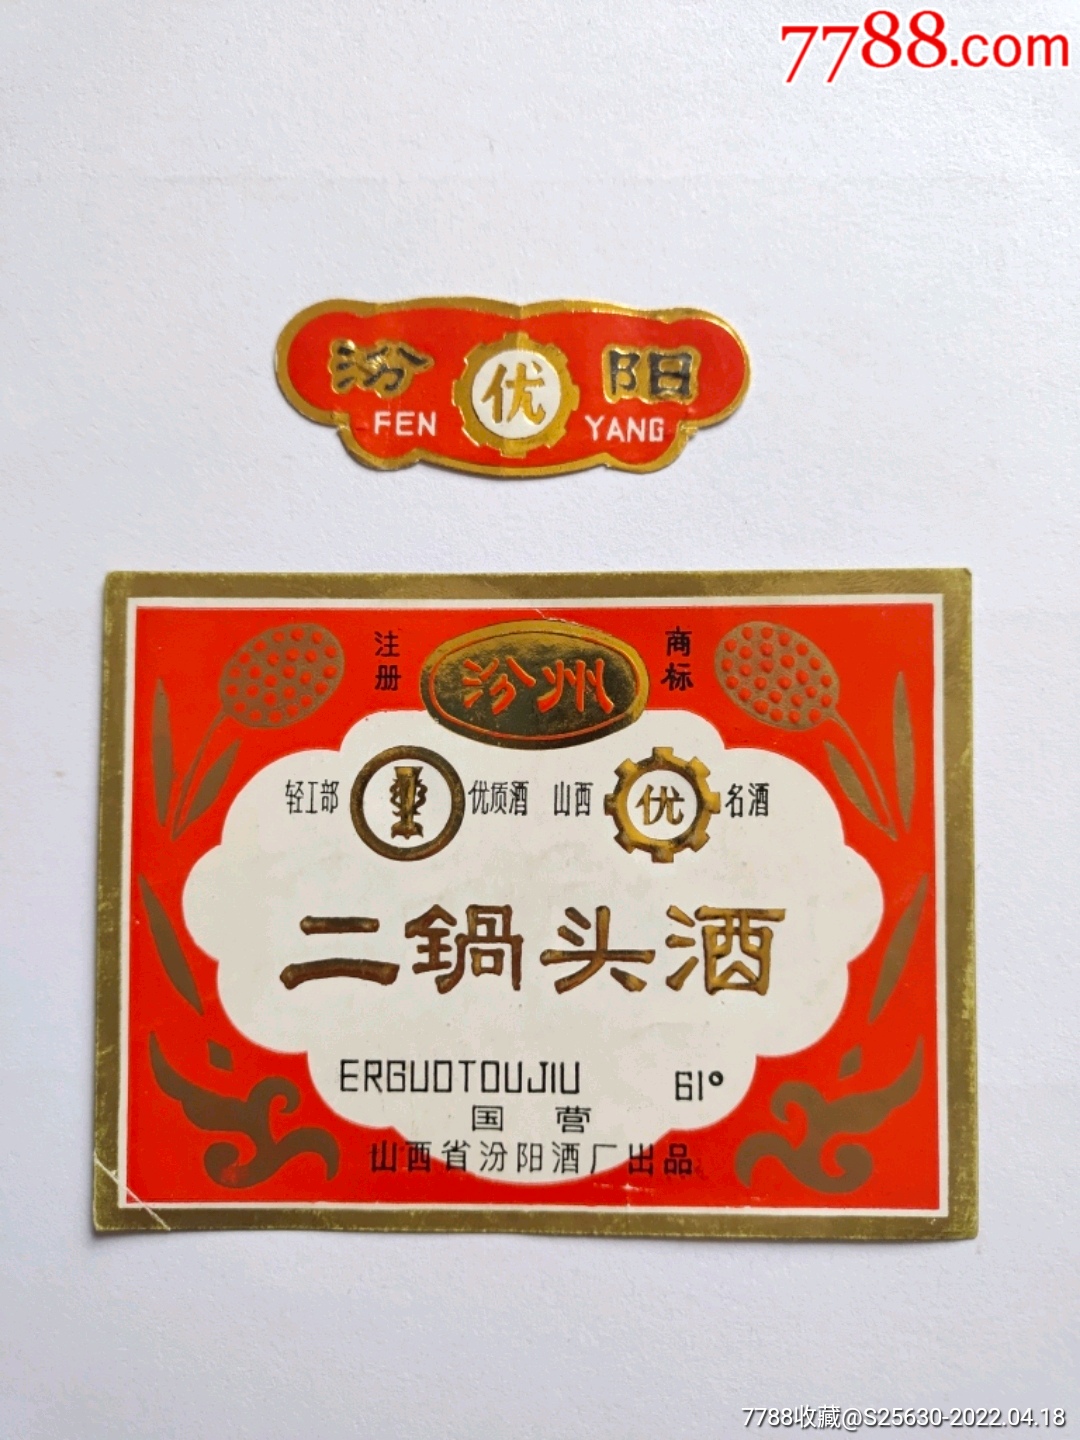 7788.com
汾 优 阳
FEN YANG
注册 汾州 商标
轻工部 优质酒 山西 优 名酒
二鍋头酒
ERGUOTOUJIU 61°
国营
山西省汾阳酒厂出品
7788收藏@S25630-2022.04.18